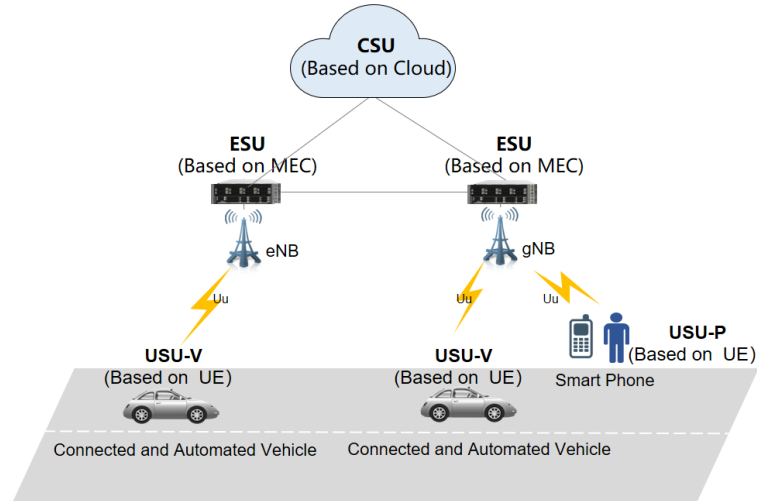 CSU
(Based on Cloud)
ESU
(Based on MEC)
ESU
(Based on MEC)
eNB
gNB
Uu
Uu
Uu
USU-V
(Based on UE)
USU-V
(Based on UE)
USU-P
(Based on UE)
Smart Phone
Connected and Automated Vehicle
Connected and Automated Vehicle